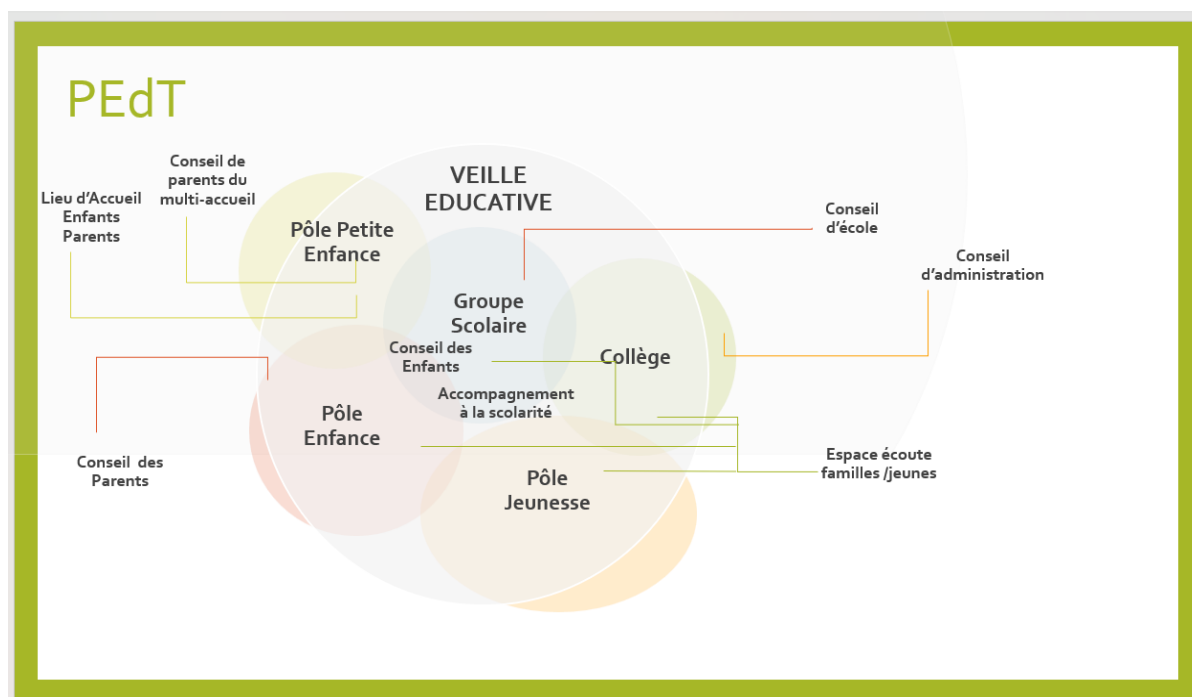 PEdT
Conseil de
parents du
multi-accueil
Lieu d'Accueil
Enfants
Parents
VEILLE
EDUCATIVE
Pôle Petite
Enfance
Conseil
d'école
Conseil
d'administration
Groupe
Scolaire
Conseil des
Enfants
Collège
Accompagnement
à la scolarité
Pôle
Enfance
Conseil des
Parents
Pôle
Jeunesse
Espace écoute
familles /jeunes